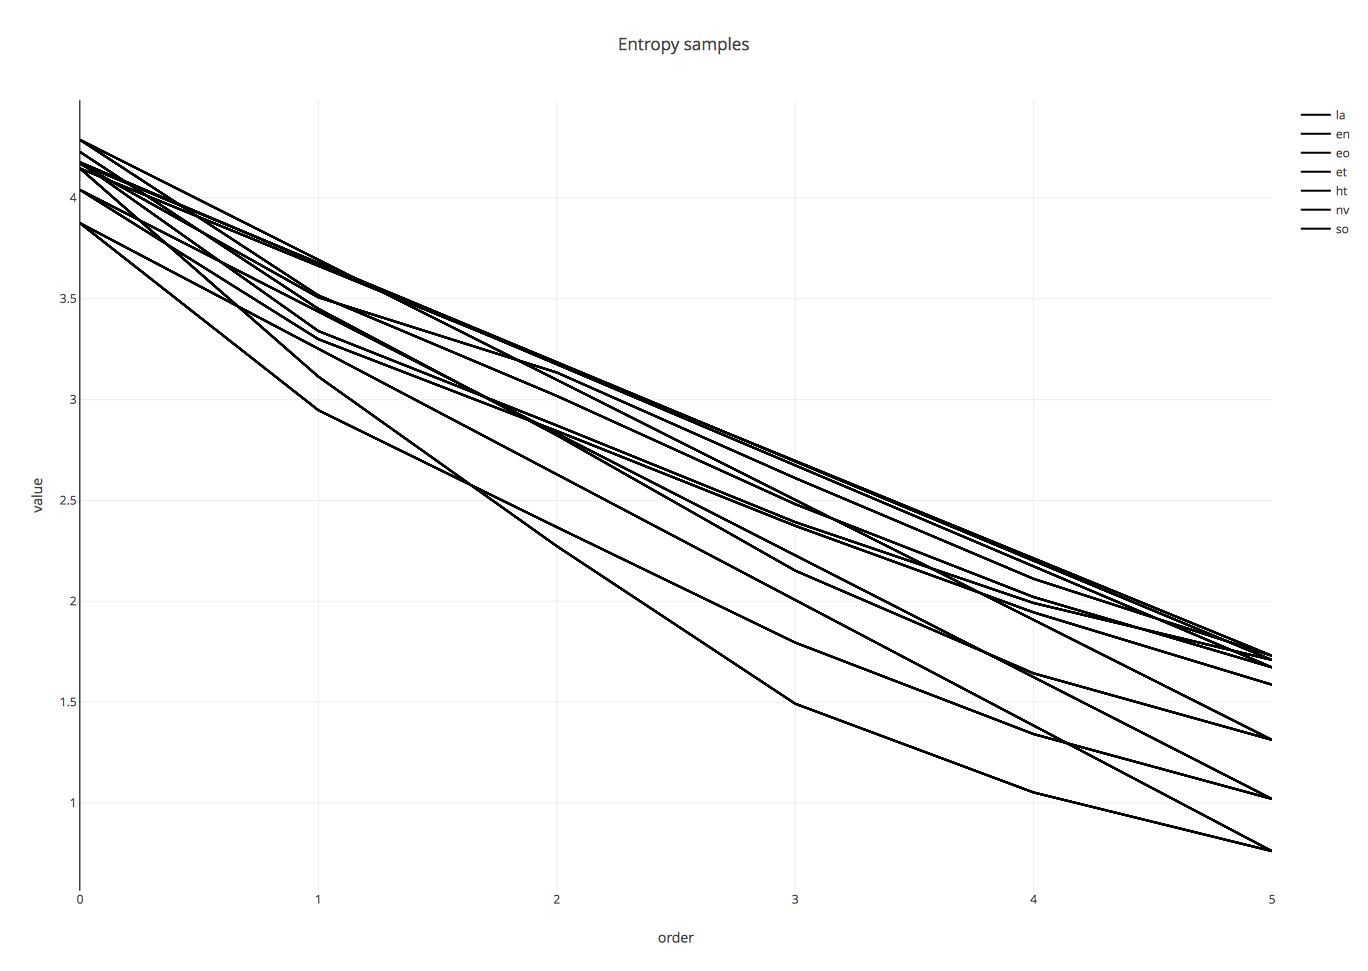 Entropy samples
la
en
eo
et
ht
nv
so
4
3.5
3
2.5
2
1.5
1
value
0 1 2 3 4 5
order